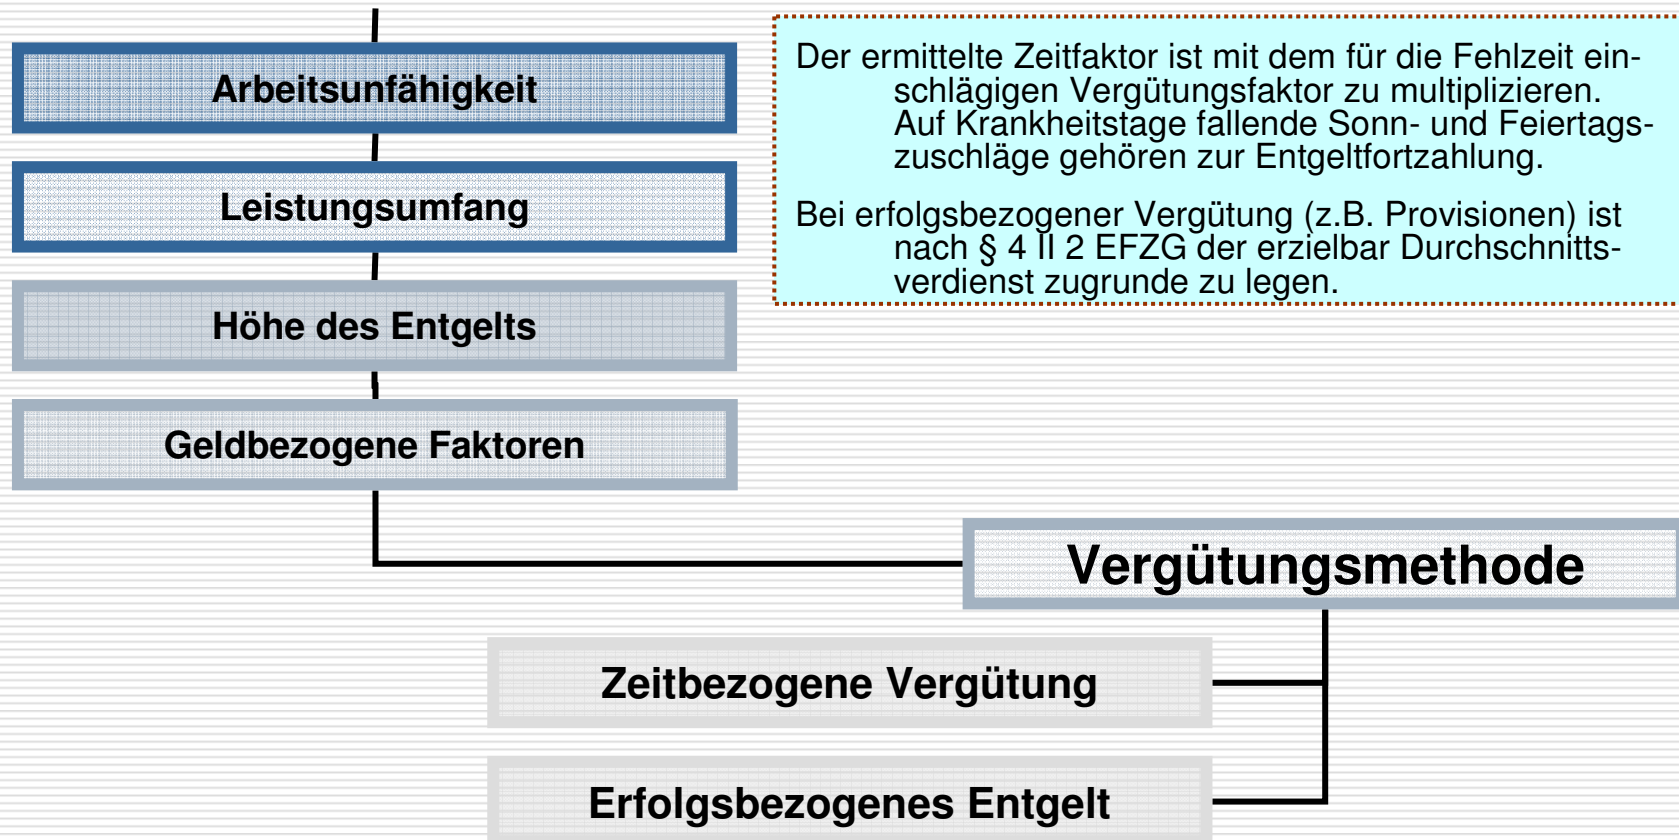 Arbeitsunfähigkeit
Leistungsumfang
Höhe des Entgelts
Geldbezogene Faktoren
Der ermittelte Zeitfaktor ist mit dem für die Fehlzeit ein-
schlägigen Vergütungsfaktor zu multiplizieren.
Auf Krankheitstage fallende Sonn- und Feiertags-
zuschläge gehören zur Entgeltfortzahlung.
Bei erfolgsbezogener Vergütung (z.B. Provisionen) ist
nach § 4 II 2 EFZG der erzielbar Durchschnitts-
verdienst zugrunde zu legen.
Vergütungsmethode
Zeitbezogene Vergütung
Erfolgsbezogenes Entgelt